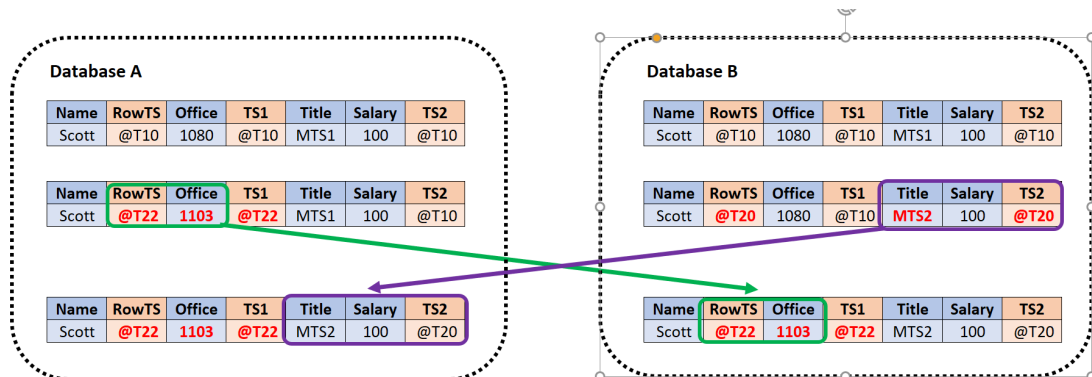 Database A
Name RowTS Office TS1 Title Salary TS2
Scott @T10 1080 @T10 MTS1 100 @T10
Name RowTS Office TS1 Title Salary TS2
Scott @T22 1103 @T22 MTS1 100 @T10
Name RowTS Office TS1 Title Salary TS2
Scott @T22 1103 @T22 MTS2 100 @T20
Database B
Name RowTS Office TS1 Title Salary TS2
Scott @T10 1080 @T10 MTS1 100 @T10
Name RowTS Office TS1 Title Salary TS2
Scott @T20 1080 @T10 MTS2 100 @T20
Name RowTS Office TS1 Title Salary TS2
Scott @T22 1103 @T22 MTS2 100 @T20